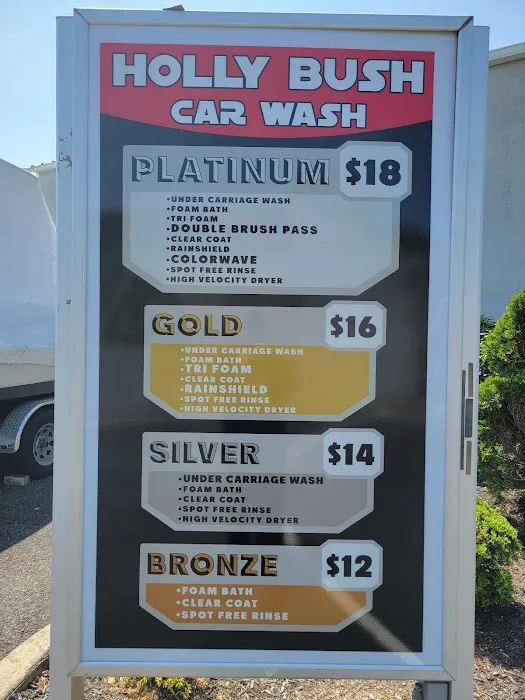 HOLLY BUSH
CAR WASH
PLATINUM $18
•UNDER CARRIAGE WASH
•FOAM BATH
•TRI FOAM
•DOUBLE BRUSH PASS
•CLEAR COAT
•RAINSHIELD
•COLORWAVE
•SPOT FREE RINSE
•HIGH VELOCITY DRYER
GOLD $16
•UNDER CARRIAGE WASH
•FOAM BATH
•TRI FOAM
•CLEAR COAT
•RAINSHIELD
•SPOT FREE RINSE
•HIGH VELOCITY DRYER
SILVER $14
•UNDER CARRIAGE WASH
•FOAM BATH
•CLEAR COAT
•SPOT FREE RINSE
•HIGH VELOCITY DRYER
BRONZE $12
•FOAM BATH
•CLEAR COAT
•SPOT FREE RINSE